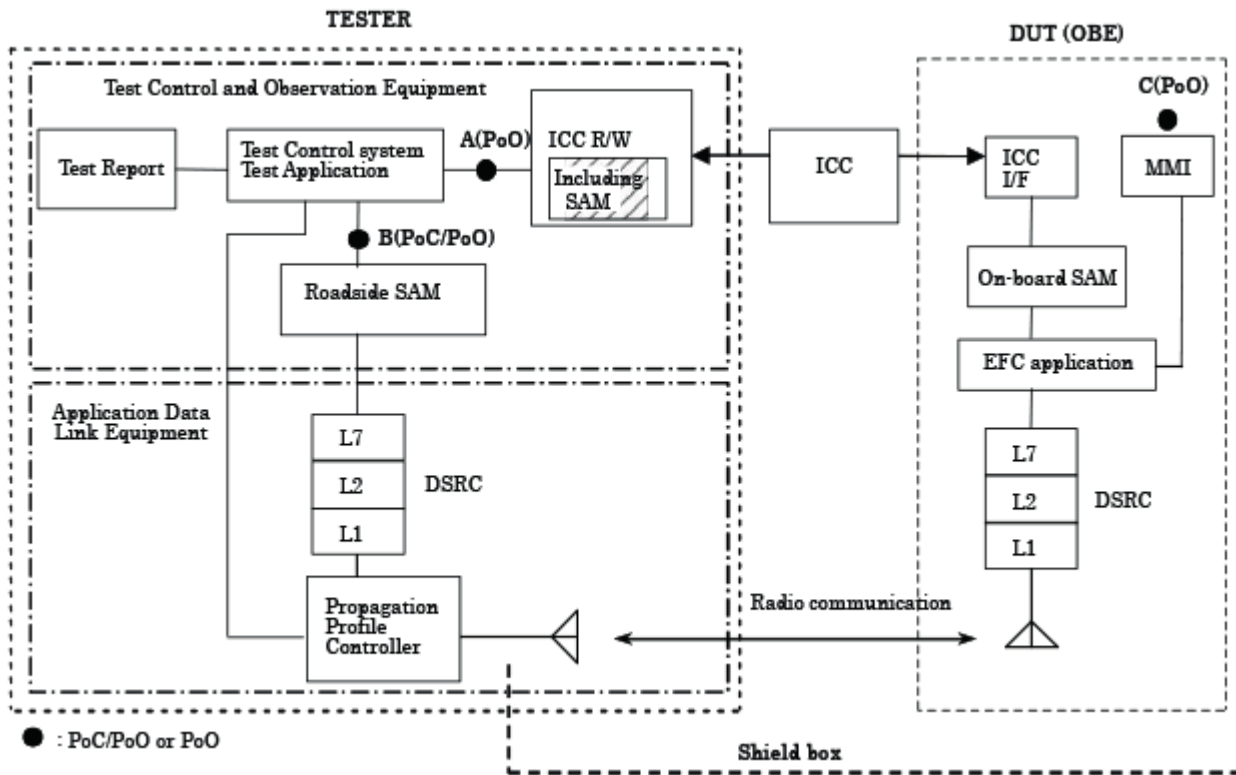 TESTER
DUT (OBE)
Test Control and Observation Equipment
C(PoO)
Test Report
Test Control system
Test Application
A(PoO)
ICC R/W
Including
SAM
ICC
ICC
I/F
MMI
B(PoC/PoO)
Roadside SAM
On-board SAM
EFC application
Application Data
Link Equipment
L7
L2
L1
DSRC
L7
L2
L1
DSRC
Propagation
Profile
Controller
Radio communication
: PoC/PoO or PoO
Shield box